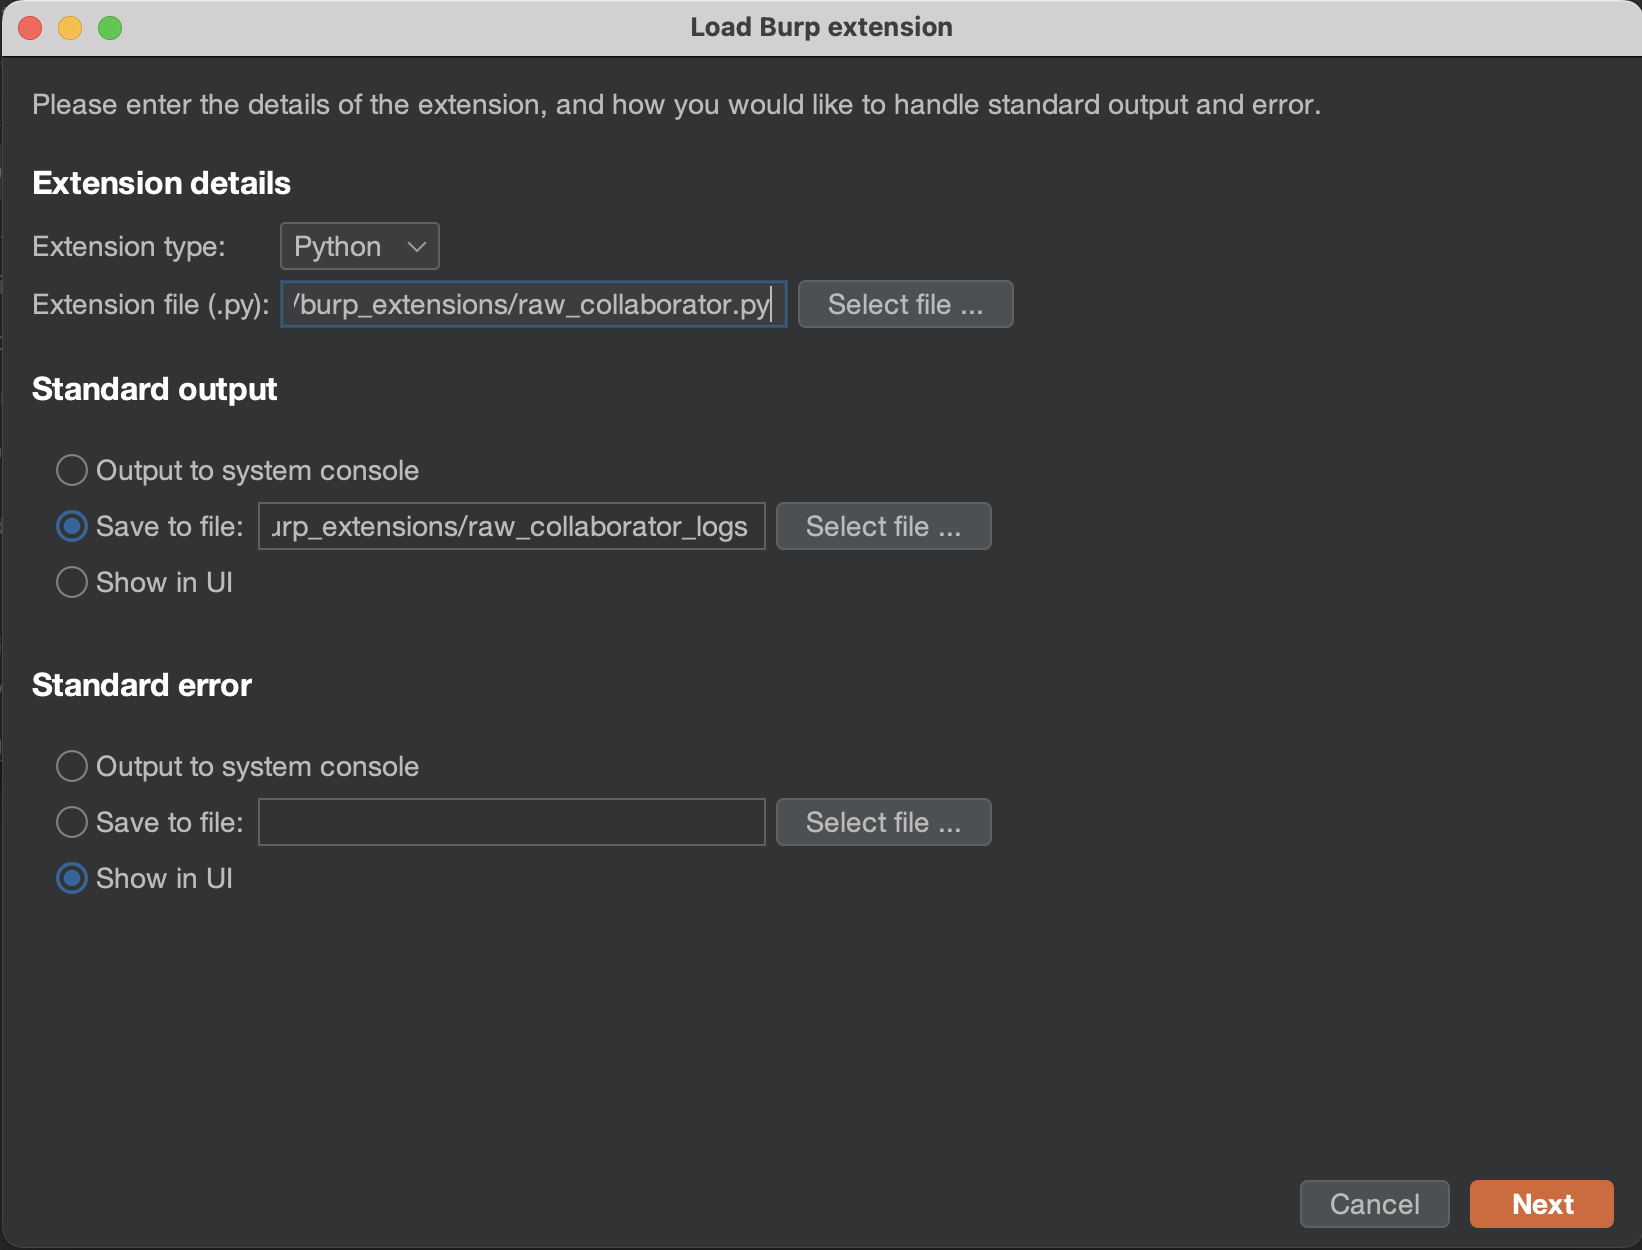 Load Burp extension
Please enter the details of the extension, and how you would like to handle standard output and error.
Extension details
Extension type: Python
Extension file (.py): /burp_extensions/raw_collaborator.py Select file ...
Standard output
Output to system console
Save to file: urp_extensions/raw_collaborator_logs Select file ...
Show in UI
Standard error
Output to system console
Save to file: Select file ...
Show in UI
Cancel Next